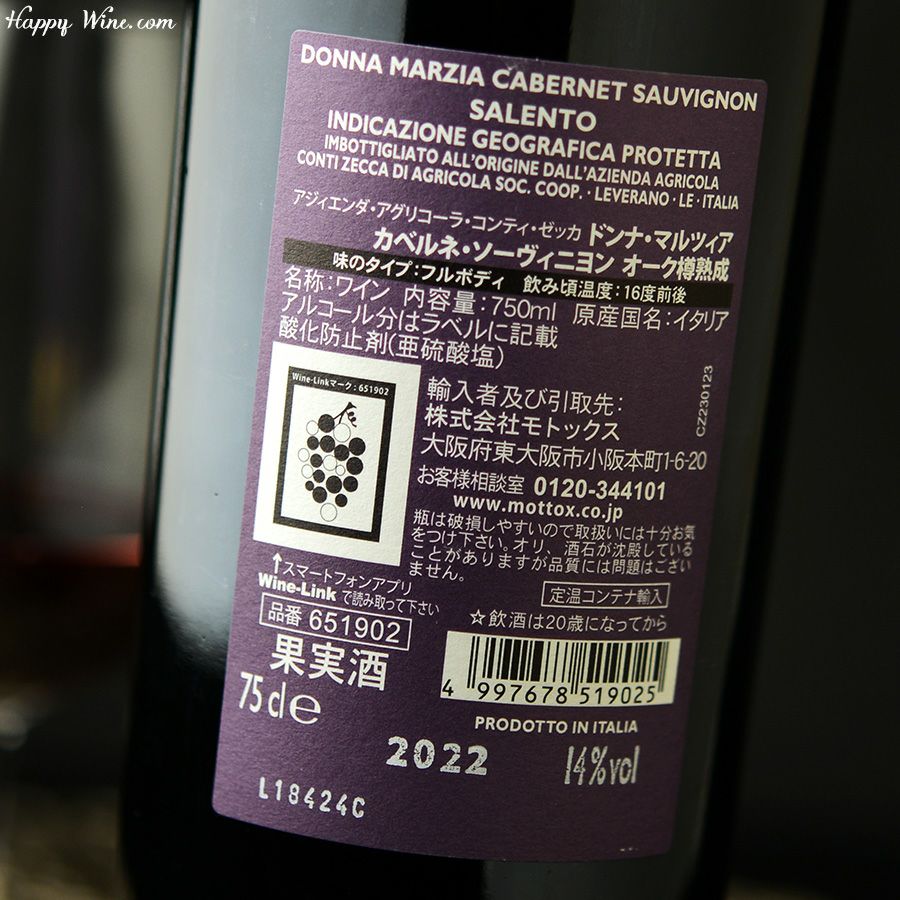 Happy Wine.com
DONNA MARZIA CABERNET SAUVIGNON
SALENTO
INDICAZIONE GEOGRAFICA PROTETTA
IMBOTTIGLIATO ALL'ORIGINE DALL'AZIENDA AGRICOLA
CONTI ZECCA DI AGRICOLA SOC. COOP. · LEVERANO · LE · ITALIA
アジィエンダ・アグリコーラ・コンティ・ゼッカ ドンナ・マルツィア
カベルネ・ソーヴィニヨン オーク樽熟成
味のタイプ:フルボディ 飲み頃温度:16度前後
名称:ワイン 内容量:750ml 原産国名:イタリア
アルコール分はラベルに記載
酸化防止剤(亜硫酸塩)
Wine-Linkマーク:651902
輸入者及び引取先:
株式会社モトックス
大阪府東大阪市小阪本町1-6-20
お客様相談室 0120-344101
www.mottox.co.jp
CZ230123
瓶は破損しやすいので取扱いには十分お気
をつけ下さい。オリ、酒石が沈殿している
ことがありますが品質には問題はござい
ません。
↑スマートフォンアプリ
Wine-Link で読み取って下さい
定温コンテナ輸入
品番 651902
☆飲酒は20歳になってから
果実酒
4 997678 519025
75 cl e
PRODOTTO IN ITALIA
2022
14%vol
L18424C